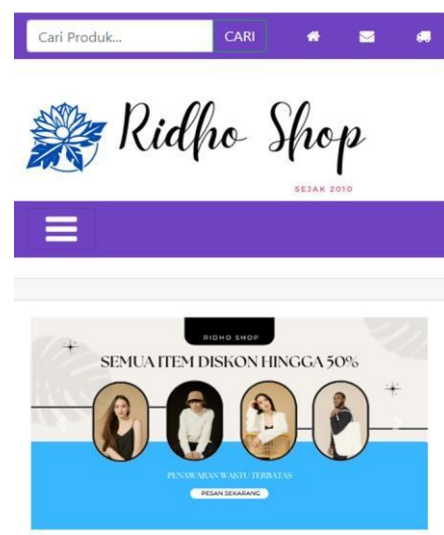 Cari Produk... CARI
Ridho Shop
SEJAK 2010
RIDHO SHOP
SEMUA ITEM DISKON HINGGA 50%
PENAWARAN WAKTU TERBATAS
PESAN SEKARANG